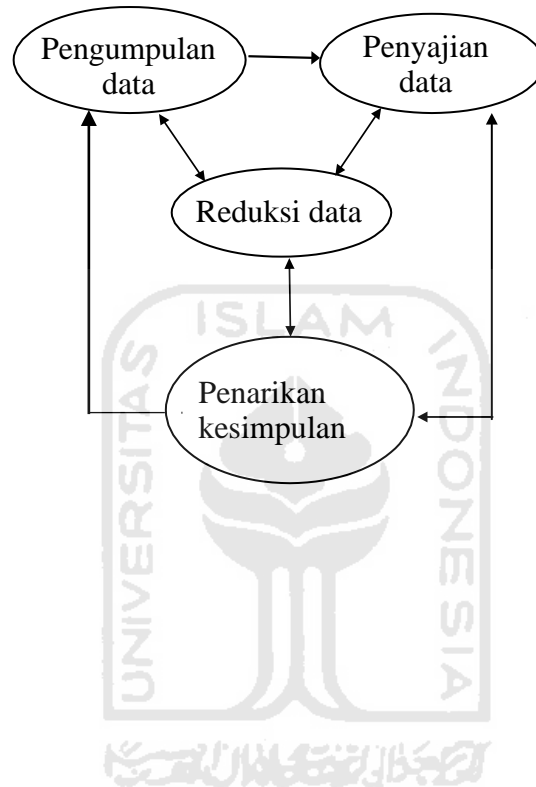 Pengumpulan
data
Penyajian
data
Reduksi data
Penarikan
kesimpulan
UNIVERSITAS
ISLAM
INDONESIA